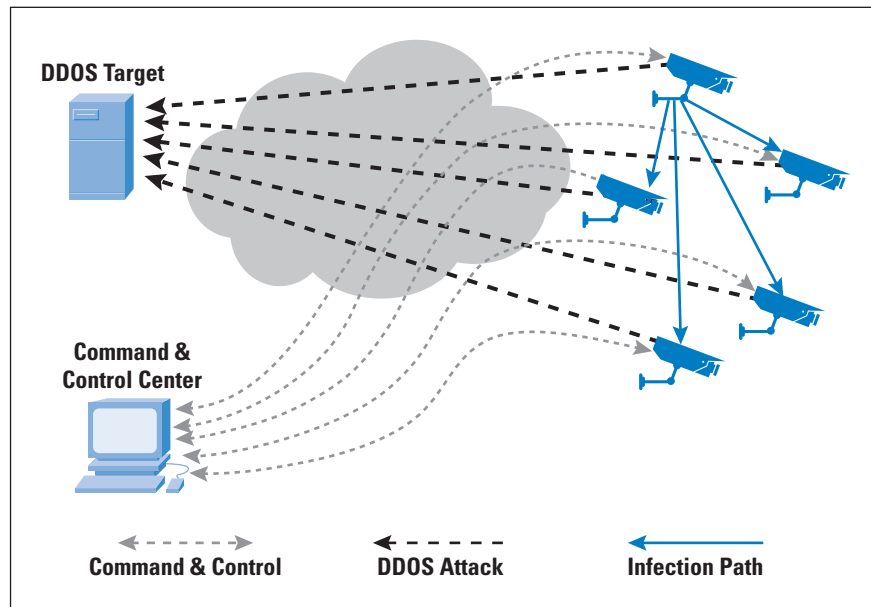 DDOS Target
Command &
Control Center
Command & Control
DDOS Attack
Infection Path